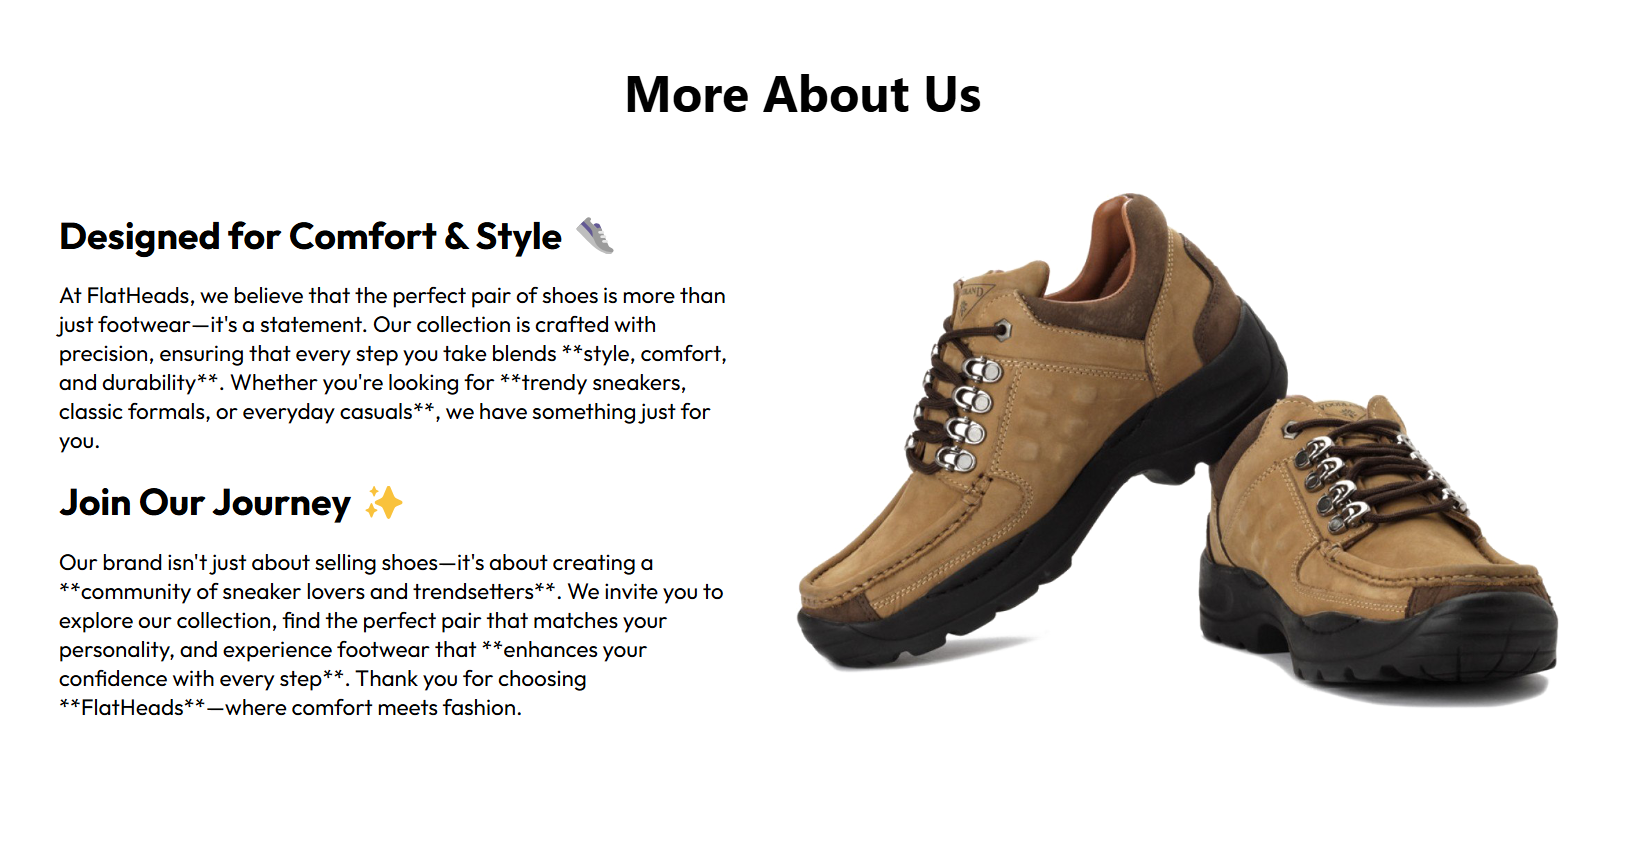 More About Us
Designed for Comfort & Style 👟
At FlatHeads, we believe that the perfect pair of shoes is more than
just footwear—it's a statement. Our collection is crafted with
precision, ensuring that every step you take blends **style, comfort,
and durability**. Whether you're looking for **trendy sneakers,
classic formals, or everyday casuals**, we have something just for
you.
Join Our Journey ✨
Our brand isn't just about selling shoes—it's about creating a
**community of sneaker lovers and trendsetters**. We invite you to
explore our collection, find the perfect pair that matches your
personality, and experience footwear that **enhances your
confidence with every step**. Thank you for choosing
**FlatHeads**—where comfort meets fashion.